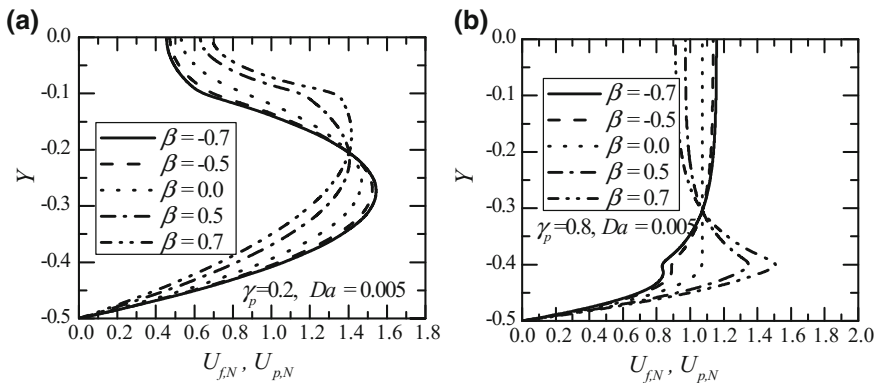 (a)
0.0
-0.1
-0.2
-0.3
-0.4
-0.5
Y
β = -0.7
β = -0.5
β = 0.0
β = 0.5
β = 0.7
γp=0.2, Da = 0.005
0.0 0.2 0.4 0.6 0.8 1.0 1.2 1.4 1.6 1.8
Uf,N , Up,N
(b)
0.0
-0.1
-0.2
-0.3
-0.4
-0.5
Y
β = -0.7
β = -0.5
β = 0.0
β = 0.5
β = 0.7
γp=0.8, Da = 0.005
0.0 0.2 0.4 0.6 0.8 1.0 1.2 1.4 1.6 1.8 2.0
Uf,N , Up,N